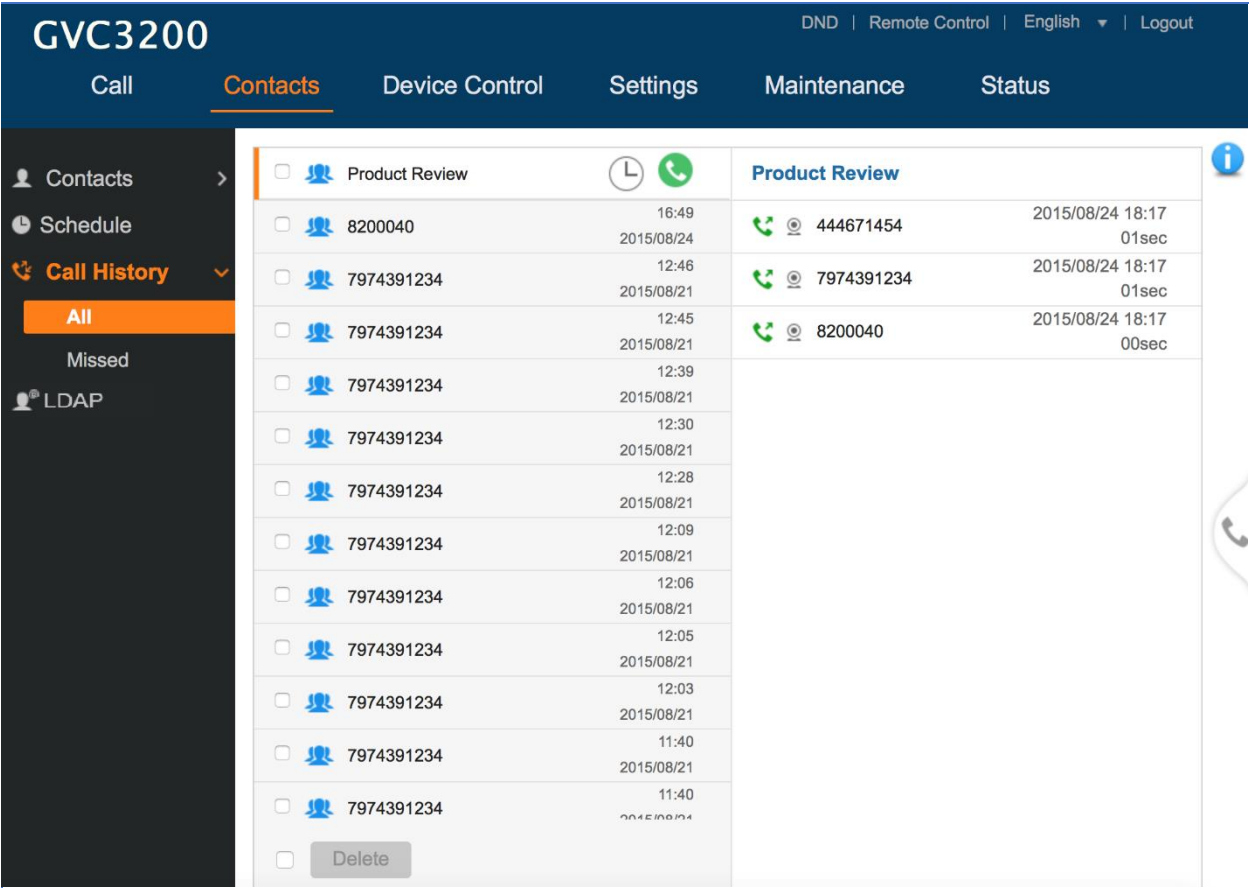 GVC3200
DND | Remote Control | English | Logout
Call Contacts Device Control Settings Maintenance Status
Contacts
Schedule
Call History
All
Missed
LDAP
Product Review
8200040 16:49
2015/08/24
7974391234 12:46
2015/08/21
7974391234 12:45
2015/08/21
7974391234 12:39
2015/08/21
7974391234 12:30
2015/08/21
7974391234 12:28
2015/08/21
7974391234 12:09
2015/08/21
7974391234 12:06
2015/08/21
7974391234 12:05
2015/08/21
7974391234 12:03
2015/08/21
7974391234 11:40
2015/08/21
7974391234 11:40
Delete
Product Review
444671454 2015/08/24 18:17
01sec
7974391234 2015/08/24 18:17
01sec
8200040 2015/08/24 18:17
00sec